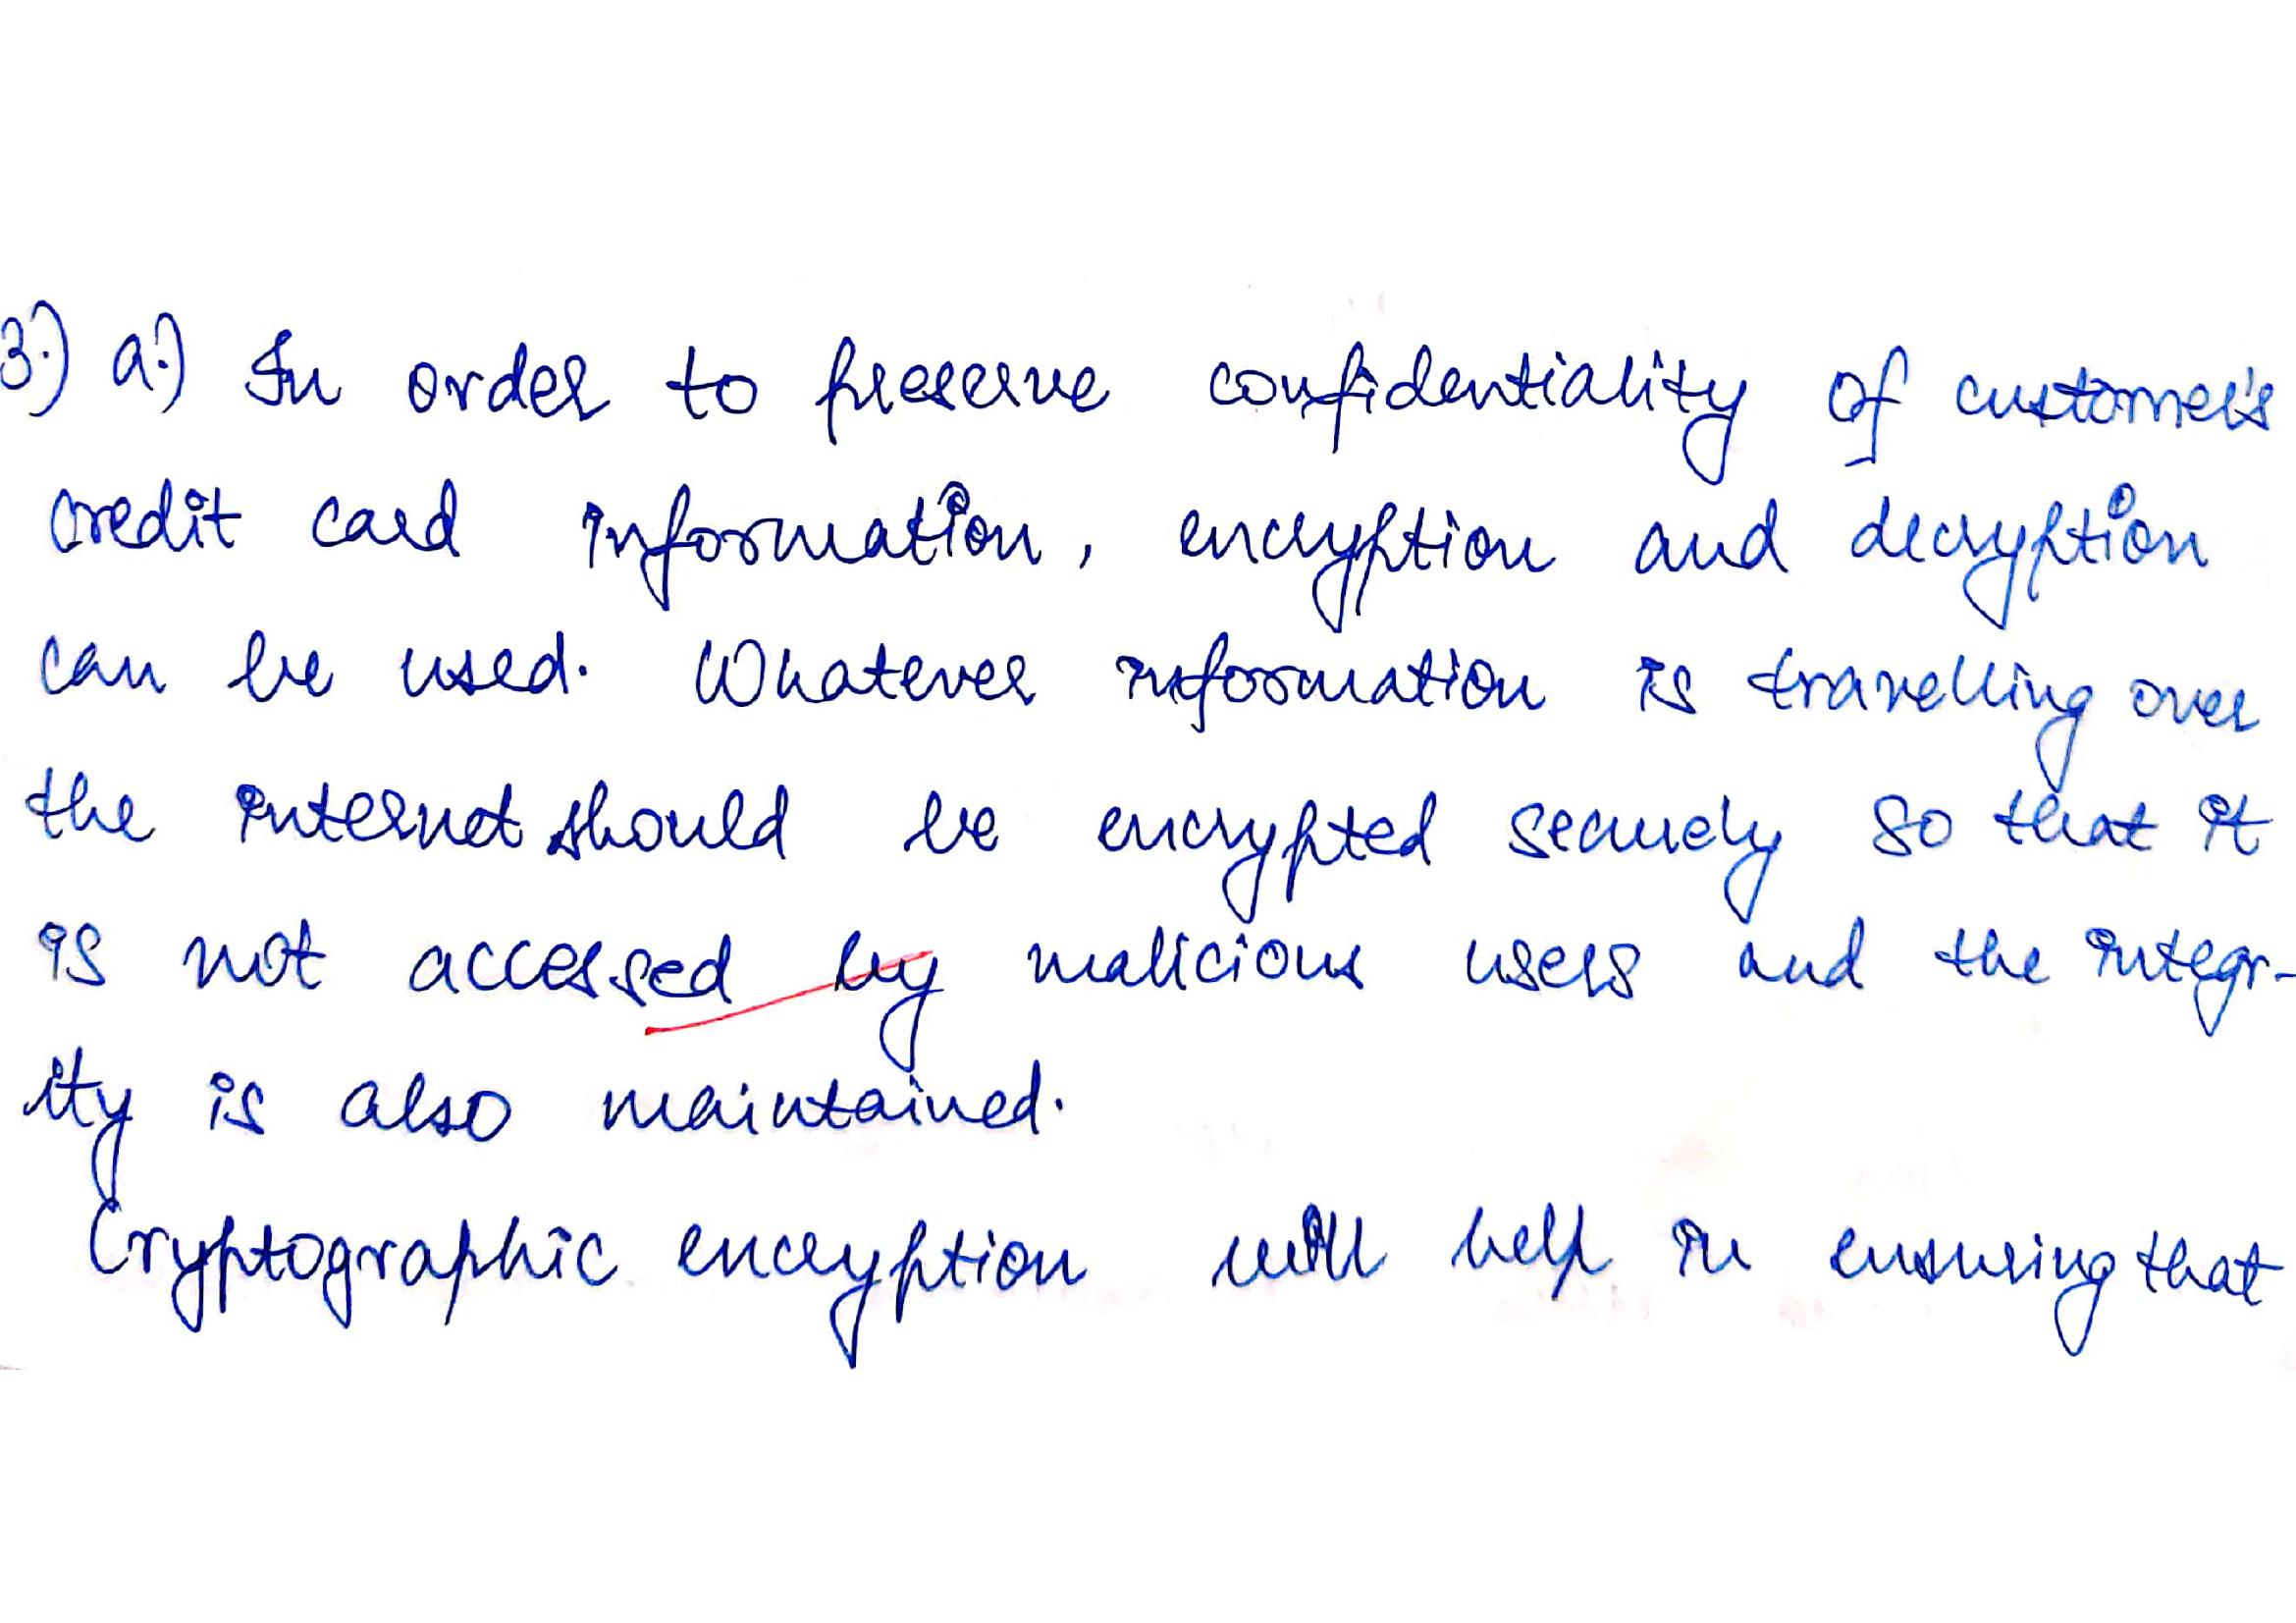 3.) a.) In order to preserve confidentiality of customer's
credit card information, encryption and decryption
can be used. Whatever information is travelling over
the internet should be encrypted securely so that it
is not accessed by malicious users and the integr-
ity is also maintained.
Cryptographic encryption will help in ensuring that